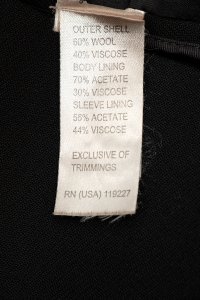 OUTER SHELL
60% WOOL
40% VISCOSE
BODY LINING
70% ACETATE
30% VISCOSE
SLEEVE LINING
56% ACETATE
44% VISCOSE
EXCLUSIVE OF
TRIMMINGS
RN (USA) 119227